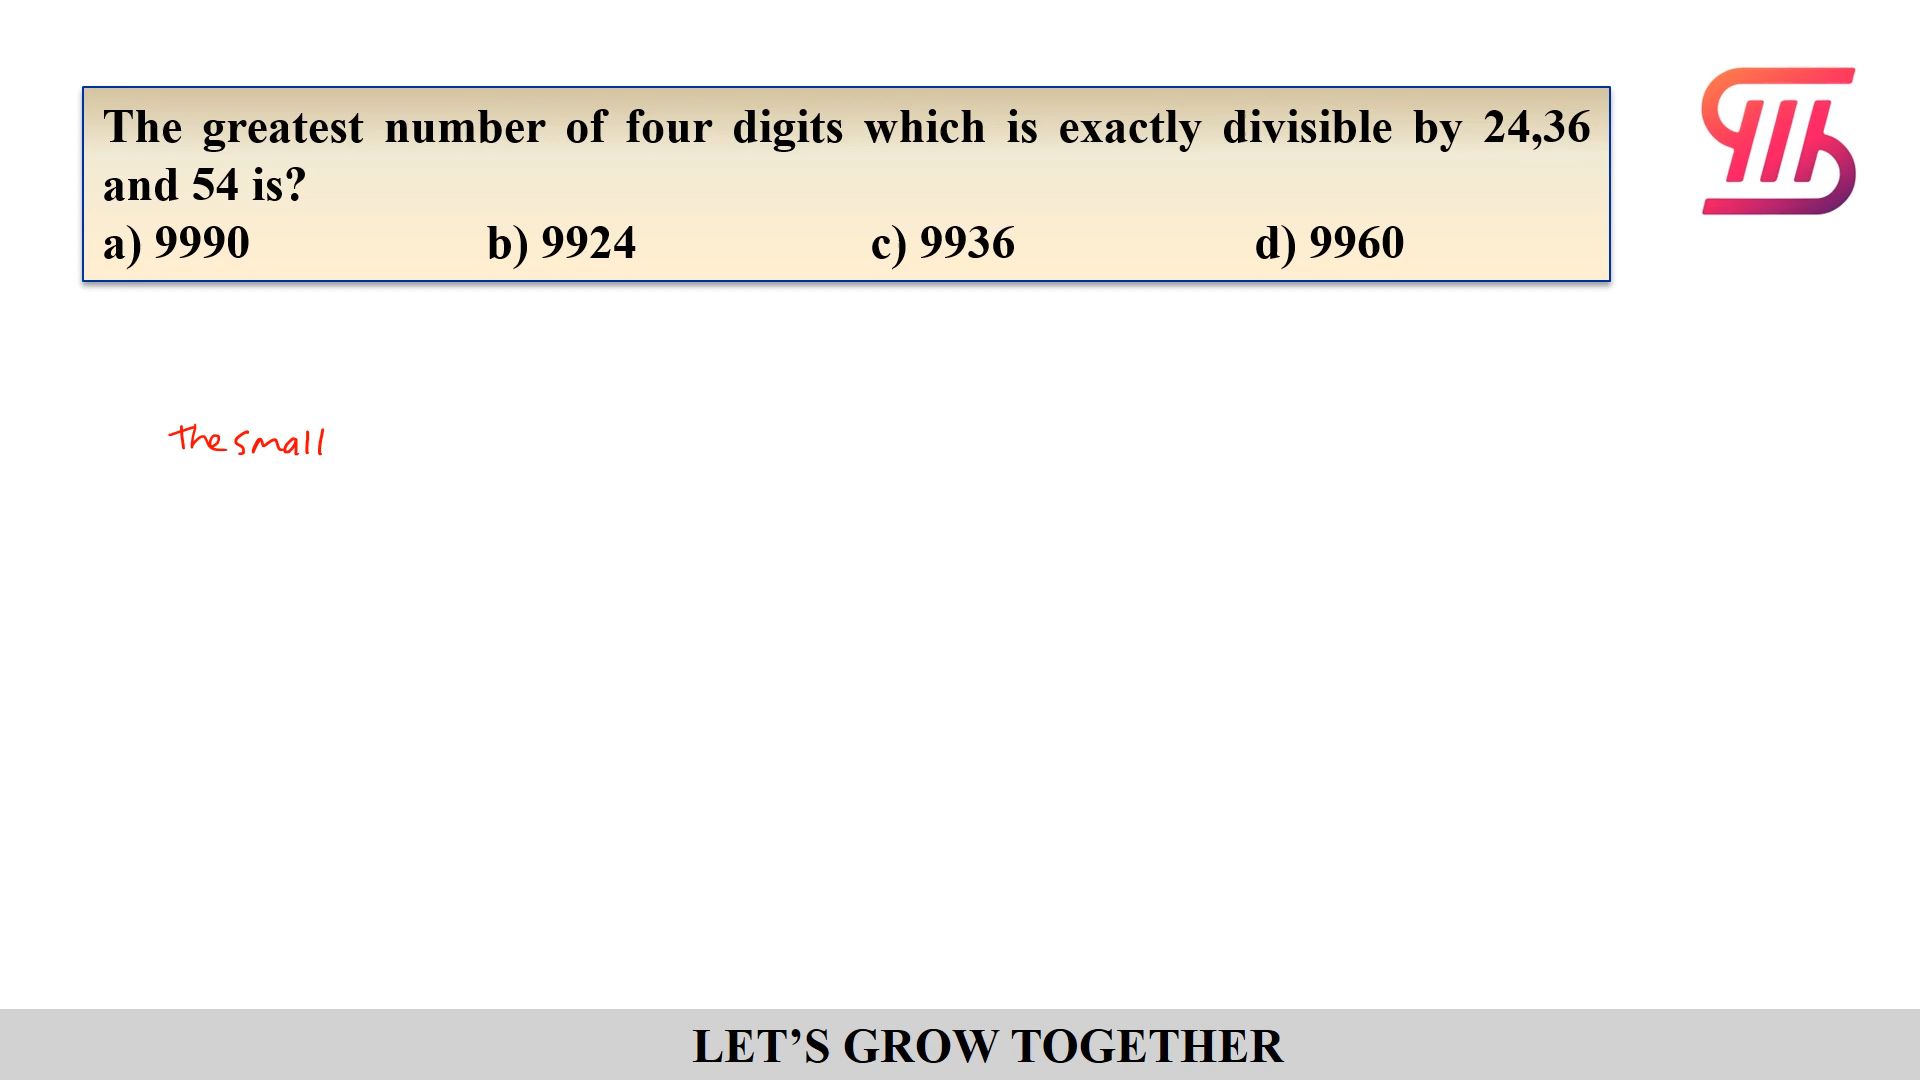 The greatest number of four digits which is exactly divisible by 24,36
and 54 is?
a) 9990 b) 9924 c) 9936 d) 9960
the small
LET’S GROW TOGETHER